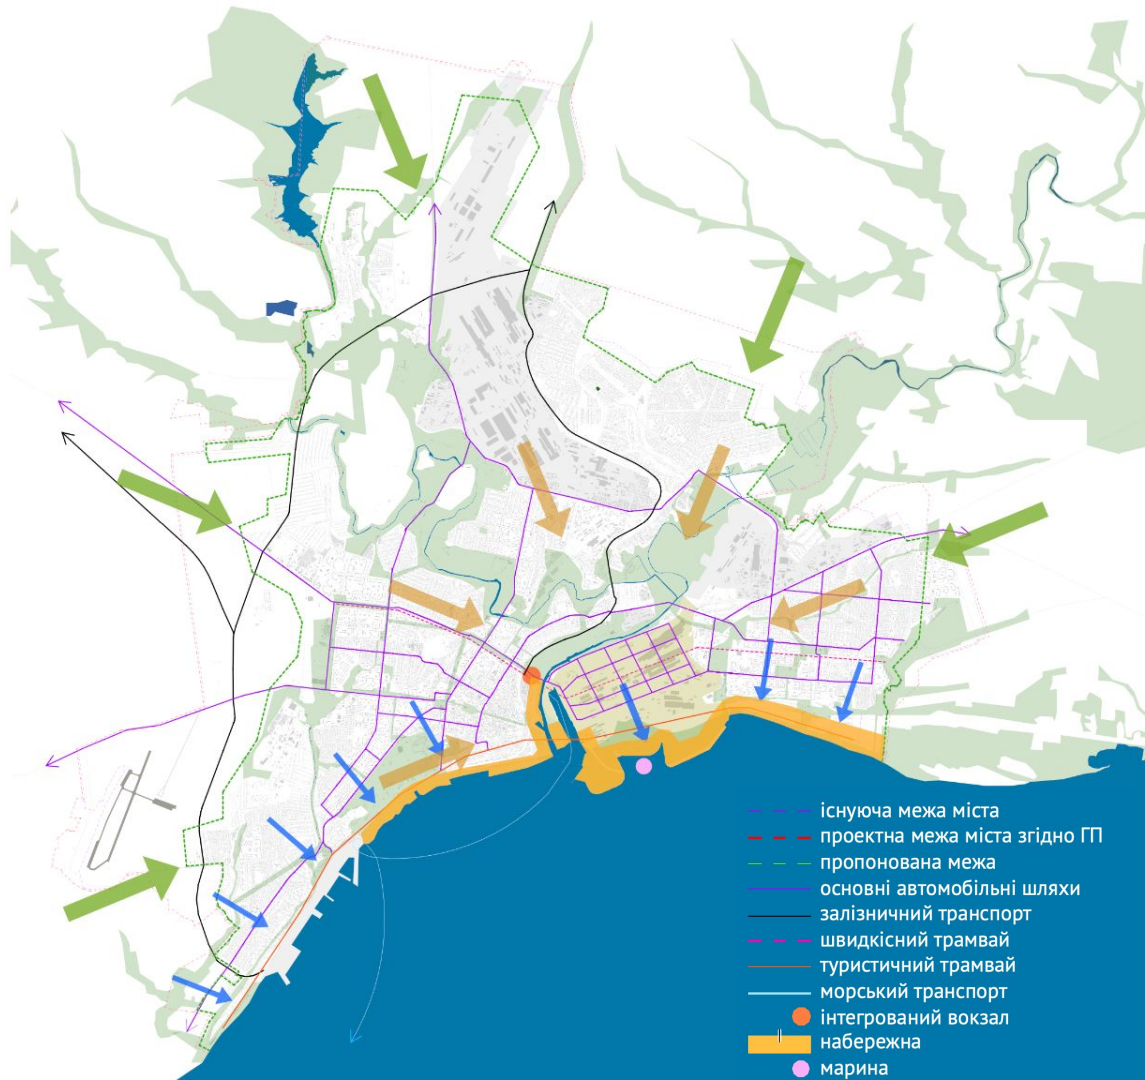 існуюча межа міста
проектна межа міста згідно ГП
пропонована межа
основні автомобільні шляхи
залізничний транспорт
швидкісний трамвай
туристичний трамвай
морський транспорт
інтегрований вокзал
набережна
марина